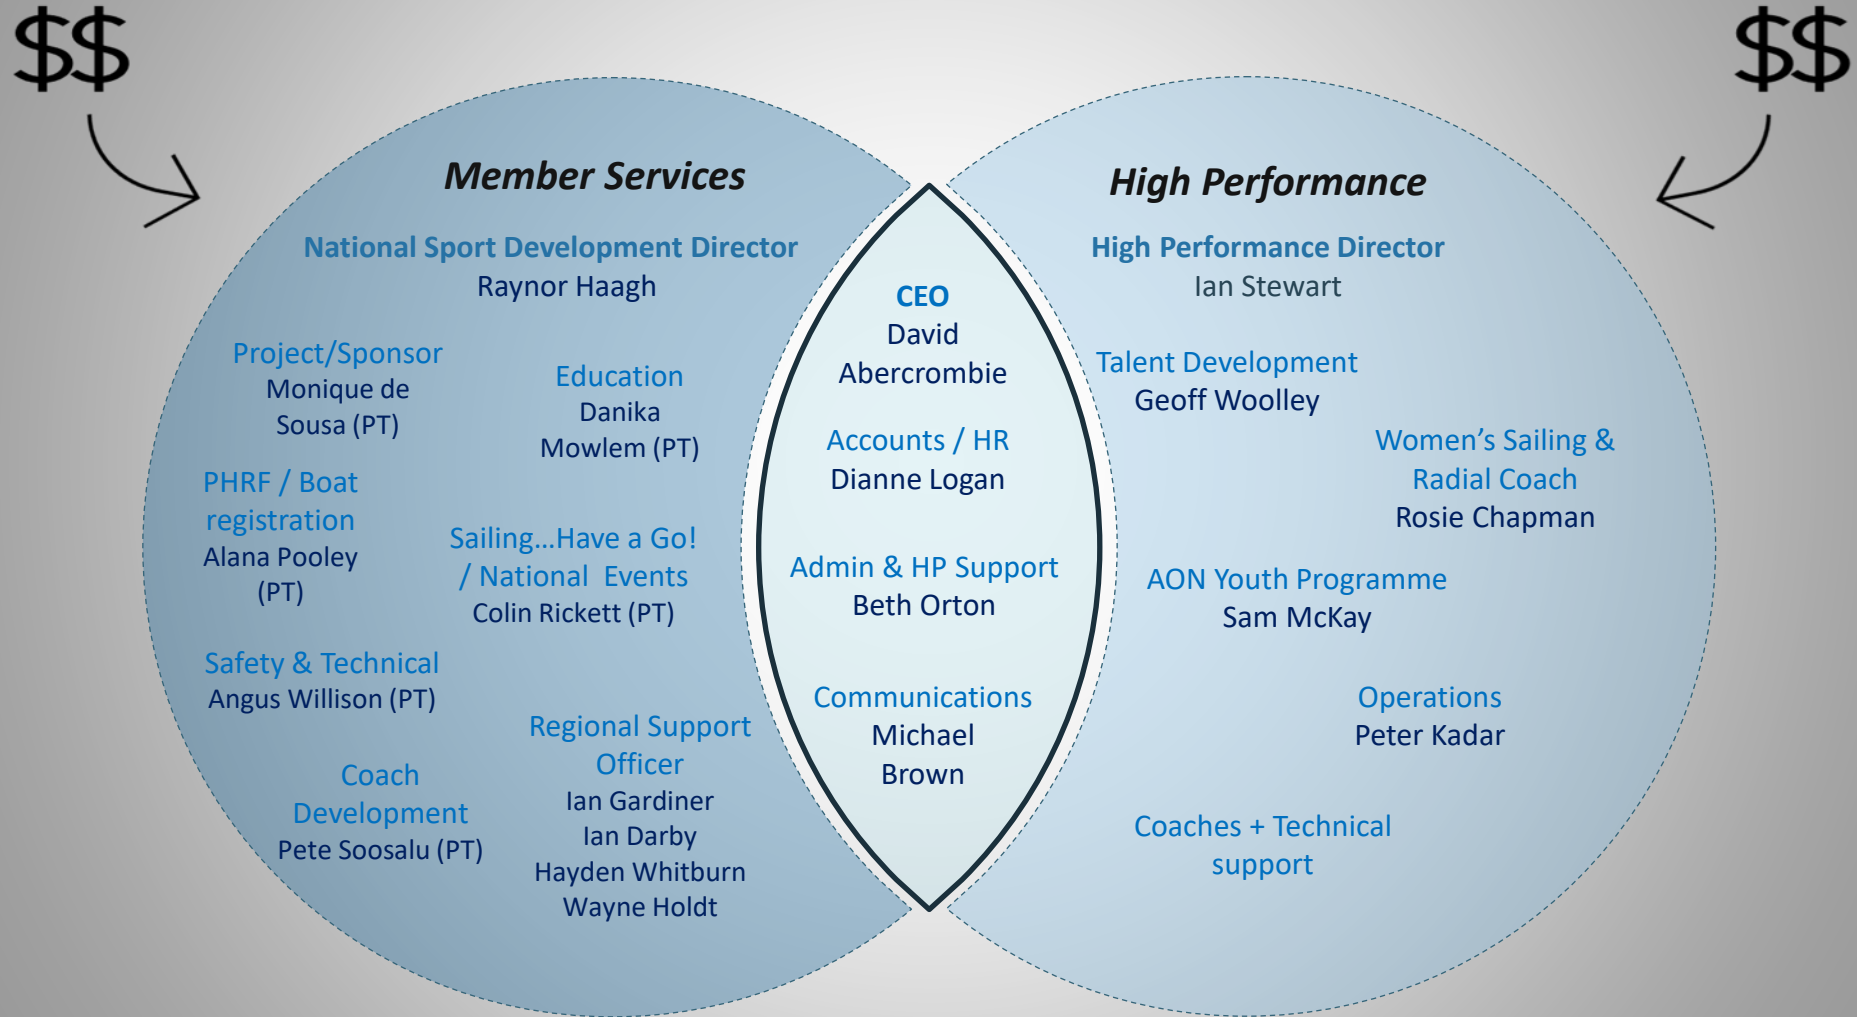 $$
$$
Member Services
National Sport Development Director
Raynor Haagh
Project/Sponsor
Monique de
Sousa (PT)
Education
Danika
Mowlem (PT)
PHRF / Boat
registration
Alana Pooley
(PT)
Sailing...Have a Go!
/ National Events
Colin Rickett (PT)
Safety & Technical
Angus Willison (PT)
Regional Support
Officer
Ian Gardiner
Ian Darby
Hayden Whitburn
Wayne Holdt
Coach
Development
Pete Soosalu (PT)
CEO
David
Abercrombie
Accounts / HR
Dianne Logan
Admin & HP Support
Beth Orton
Communications
Michael
Brown
High Performance
High Performance Director
Ian Stewart
Talent Development
Geoff Woolley
Women’s Sailing &
Radial Coach
Rosie Chapman
AON Youth Programme
Sam McKay
Operations
Peter Kadar
Coaches + Technical
support